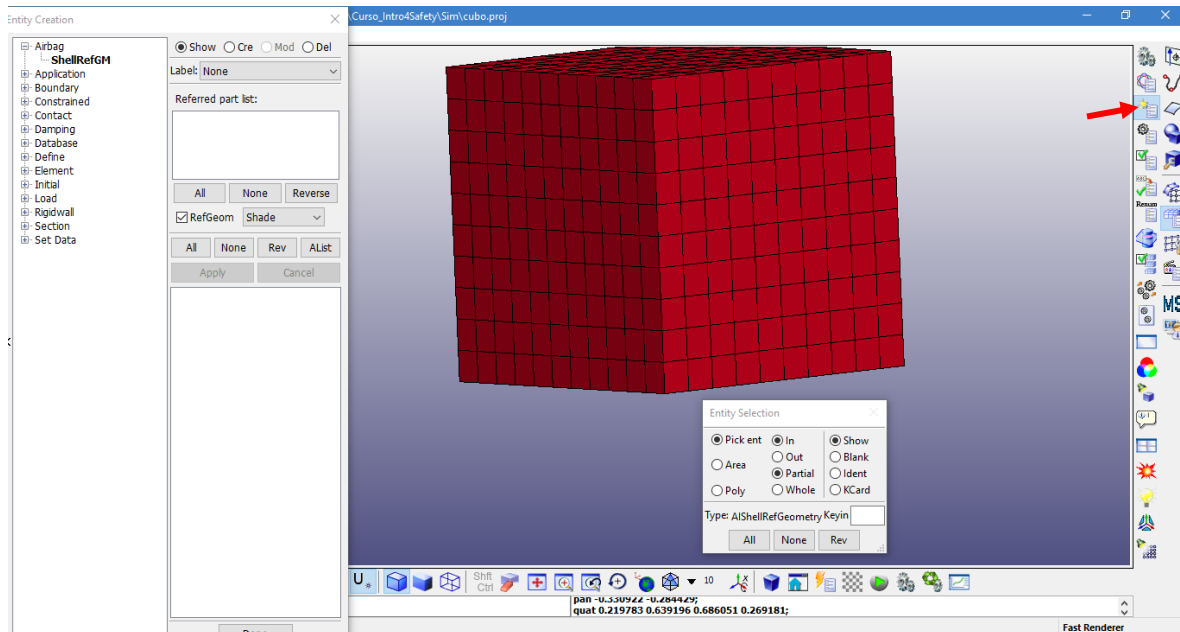 Entity Creation
\Curso_Intro4Safety\Sim\cubo.proj
Airbag
ShellRefGM
Application
Boundary
Constrained
Contact
Damping
Database
Define
Element
Initial
Load
Rigidwall
Section
Set Data
Show Cre Mod Del
Label: None
Referred part list:
All None Reverse
RefGeom Shade
All None Rev AList
Apply Cancel
Renum
MS
Entity Selection
Pick ent In Show
Out Blank
Area
Partial Ident
Poly Whole KCard
Type: AlShellRefGeometry Keyin
All None Rev
Shft
Ctrl
10
pan -0.330922 -0.284429;
quat 0.219783 0.639196 0.686051 0.269181;
Fast Renderer